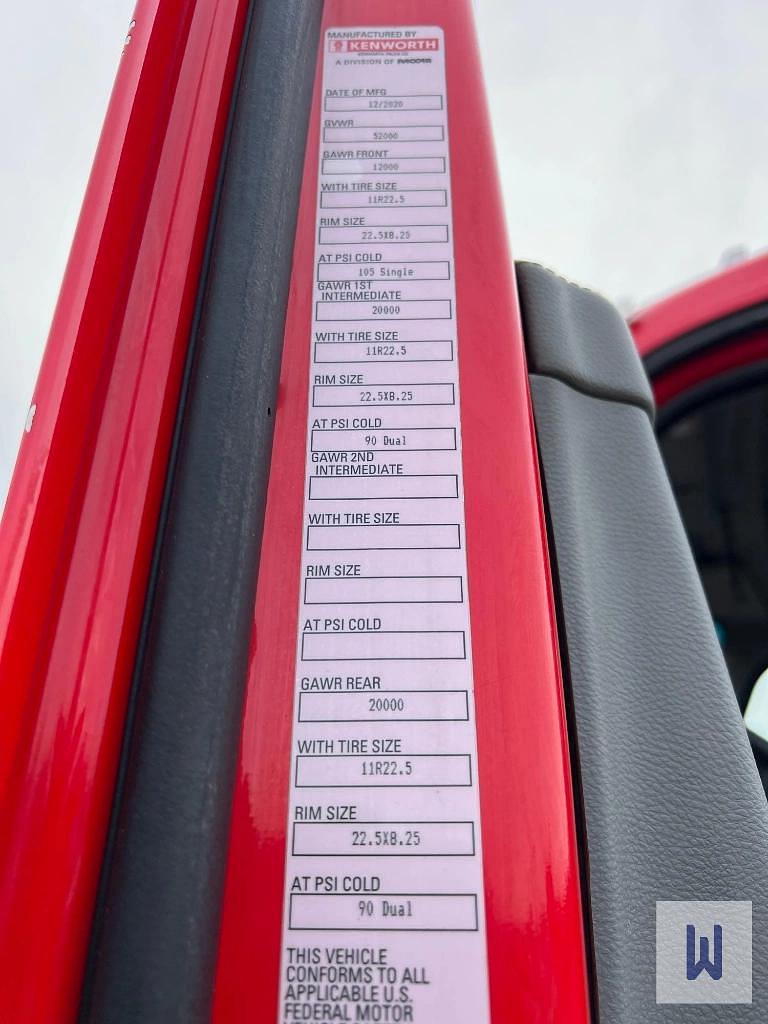 MANUFACTURED BY
KENWORTH
A DIVISION OF PACCAR
DATE OF MFG
12/2020
GVWR
52000
GAWR FRONT
12000
WITH TIRE SIZE
11R22.5
RIM SIZE
22.5X8.25
AT PSI COLD
105 Single
GAWR 1ST
INTERMEDIATE
20000
WITH TIRE SIZE
11R22.5
RIM SIZE
22.5X8.25
AT PSI COLD
90 Dual
GAWR 2ND
INTERMEDIATE
WITH TIRE SIZE
RIM SIZE
AT PSI COLD
GAWR REAR
20000
WITH TIRE SIZE
11R22.5
RIM SIZE
22.5X8.25
AT PSI COLD
90 Dual
THIS VEHICLE
CONFORMS TO ALL
APPLICABLE U.S.
FEDERAL MOTOR
W